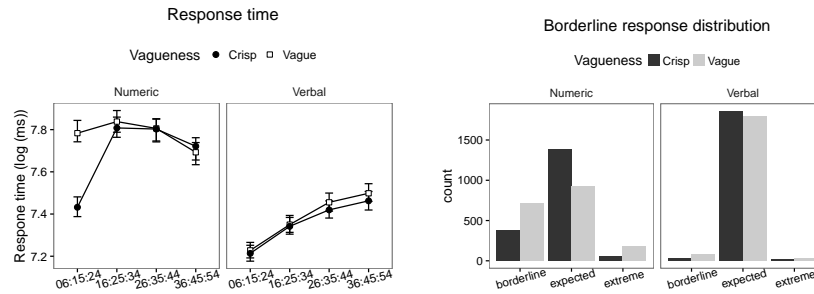 Response time
Vagueness Crisp Vague
Numeric Verbal
Respone time (log (ms))
7.8
7.6
7.4
7.2
06:15:24 16:25:34 26:35:44 36:45:54 06:15:24 16:25:34 26:35:44 36:45:54
Borderline response distribution
Vagueness Crisp Vague
Numeric Verbal
count
1500
1000
500
0
borderline expected extreme borderline expected extreme